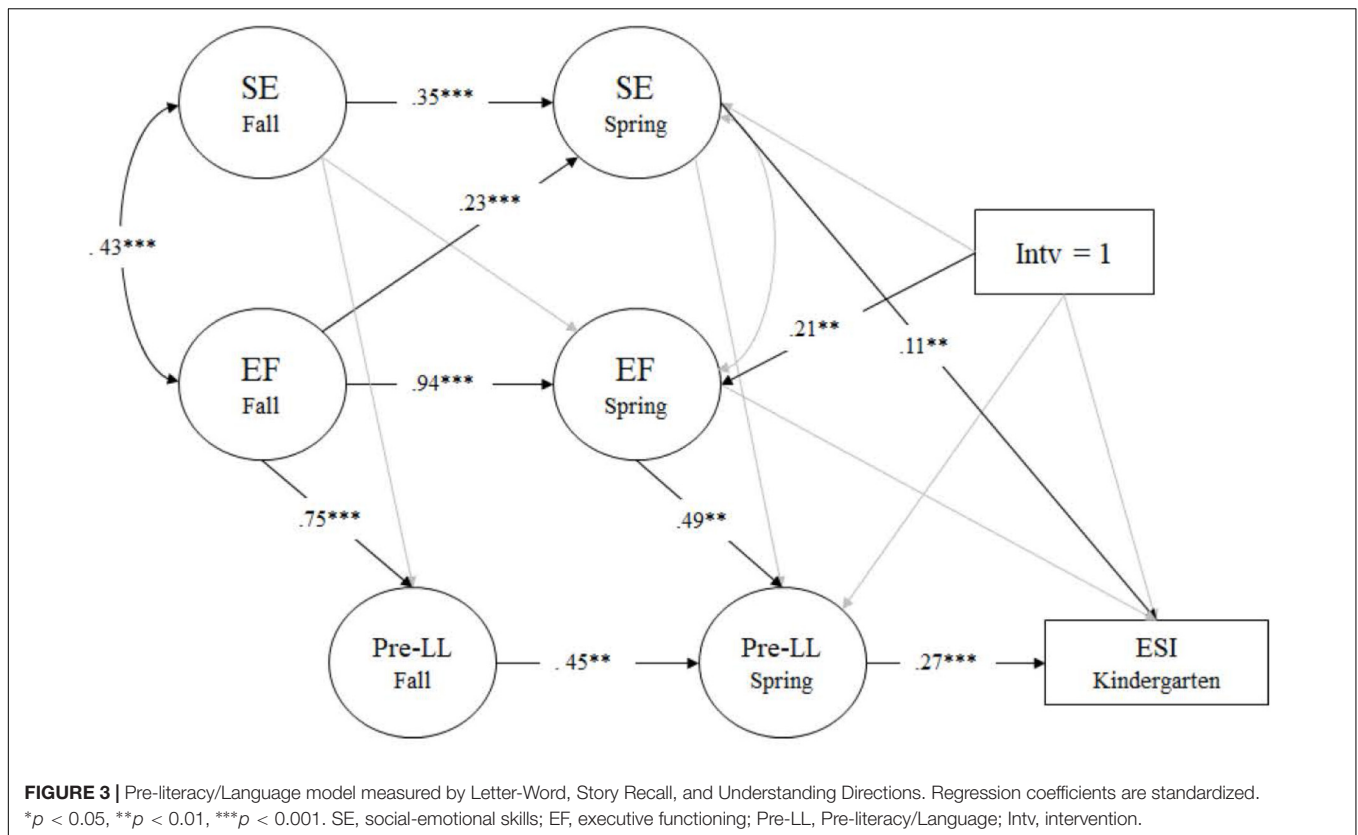 SE
Fall
.35***
SE
Spring
.23***
.43***
Intv = 1
.21**
.11**
EF
Fall
.94***
EF
Spring
.75***
.49**
Pre-LL
Fall
.45**
Pre-LL
Spring
.27***
ESI
Kindergarten
FIGURE 3 | Pre-literacy/Language model measured by Letter-Word, Story Recall, and Understanding Directions. Regression coefficients are standardized.
*p < 0.05, **p < 0.01, ***p < 0.001. SE, social-emotional skills; EF, executive functioning; Pre-LL, Pre-literacy/Language; Intv, intervention.